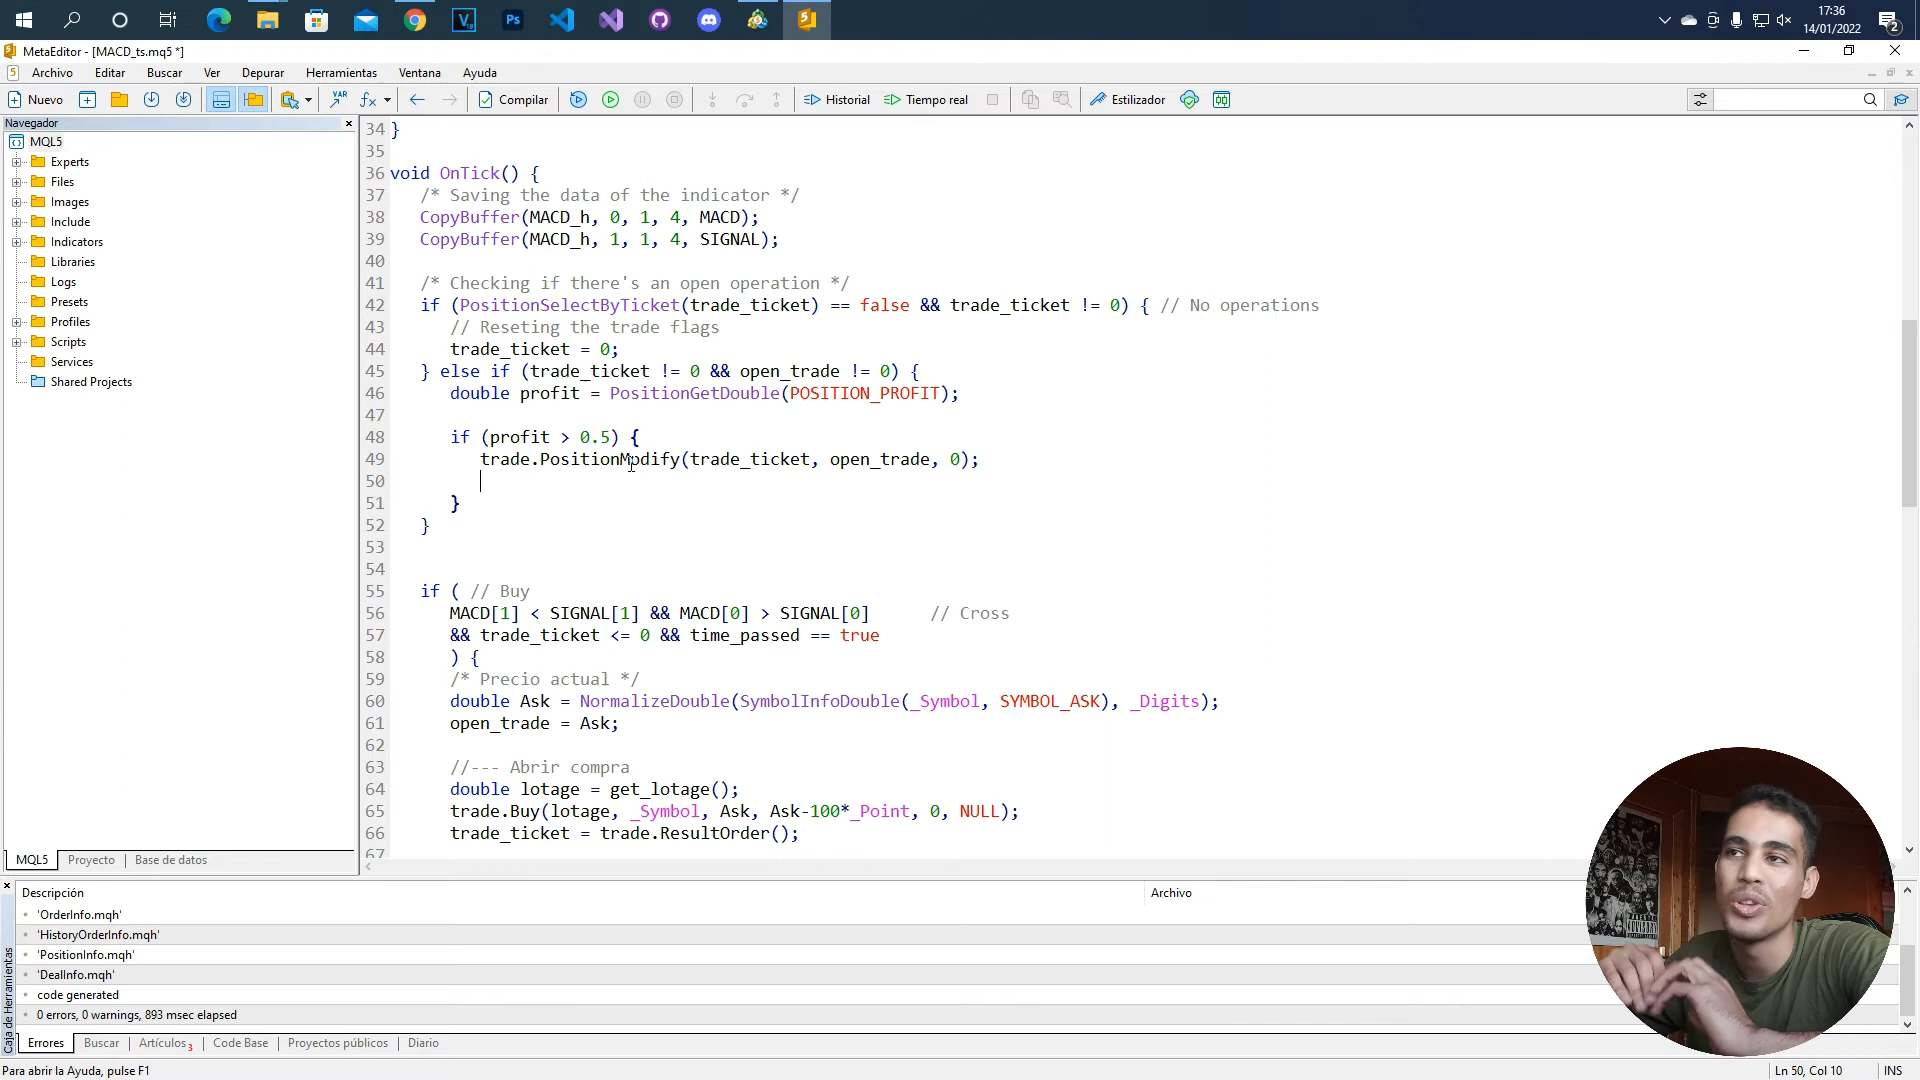 17:36
14/01/2022
2
MetaEditor - [MACD_ts.mq5 *]
Archivo Editar Buscar Ver Depurar Herramientas Ventana Ayuda
Nuevo VAR Compilar Historial Tiempo real Estilizador
Navegador
MQL5
Experts
Files
Images
Include
Indicators
Libraries
Logs
Presets
Profiles
Scripts
Services
Shared Projects
MQL5 Proyecto Base de datos
34 }
35
36 void OnTick() {
37 /* Saving the data of the indicator */
38 CopyBuffer(MACD_h, 0, 1, 4, MACD);
39 CopyBuffer(MACD_h, 1, 1, 4, SIGNAL);
40
41 /* Checking if there's an open operation */
42 if (PositionSelectByTicket(trade_ticket) == false && trade_ticket != 0) { // No operations
43 // Reseting the trade flags
44 trade_ticket = 0;
45 } else if (trade_ticket != 0 && open_trade != 0) {
46 double profit = PositionGetDouble(POSITION_PROFIT);
47
48 if (profit > 0.5) {
49 trade.PositionModify(trade_ticket, open_trade, 0);
50
51 }
52 }
53
54
55 if ( // Buy
56 MACD[1] < SIGNAL[1] && MACD[0] > SIGNAL[0] // Cross
57 && trade_ticket <= 0 && time_passed == true
58 ) {
59 /* Precio actual */
60 double Ask = NormalizeDouble(SymbolInfoDouble(_Symbol, SYMBOL_ASK), _Digits);
61 open_trade = Ask;
62
63 //--- Abrir compra
64 double lotage = get_lotage();
65 trade.Buy(lotage, _Symbol, Ask, Ask-100*_Point, 0, NULL);
66 trade_ticket = trade.ResultOrder();
67
Descripción Archivo
'OrderInfo.mqh'
'HistoryOrderInfo.mqh'
'PositionInfo.mqh'
'DealInfo.mqh'
code generated
0 errors, 0 warnings, 893 msec elapsed
Caja de Herramientas
Errores Buscar Artículos 3 Code Base Proyectos públicos Diario
Para abrir la Ayuda, pulse F1
Ln 50, Col 10 INS